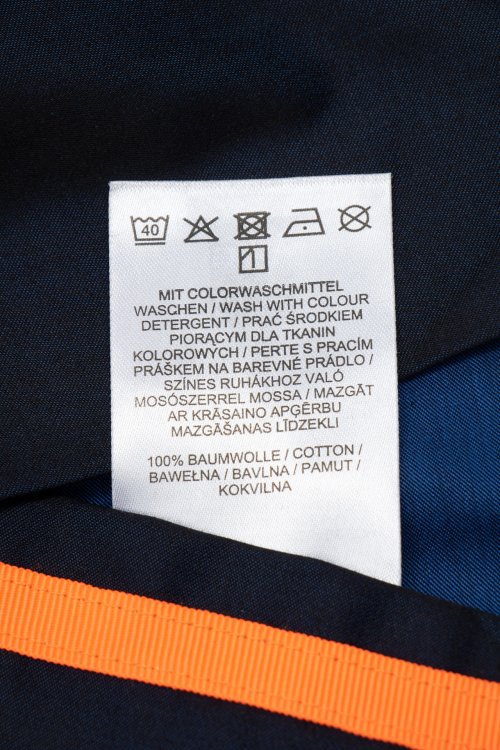 40
MIT COLORWASCHMITTEL
WASCHEN / WASH WITH COLOUR
DETERGENT / PRAĆ ŚRODKIEM
PIORĄCYM DLA TKANIN
KOLOROWYCH / PERTE S PRACÍM
PRÁŠKEM NA BAREVNÉ PRÁDLO /
SZÍNES RUHÁKHOZ VALÓ
MOSÓSZERREL MOSSA / MAZGĀT
AR KRĀSAINO APĢĒRBU
MAZGĀŠANAS LĪDZEKLI
100% BAUMWOLLE / COTTON /
BAWEŁNA / BAVLNA / PAMUT /
KOKVILNA